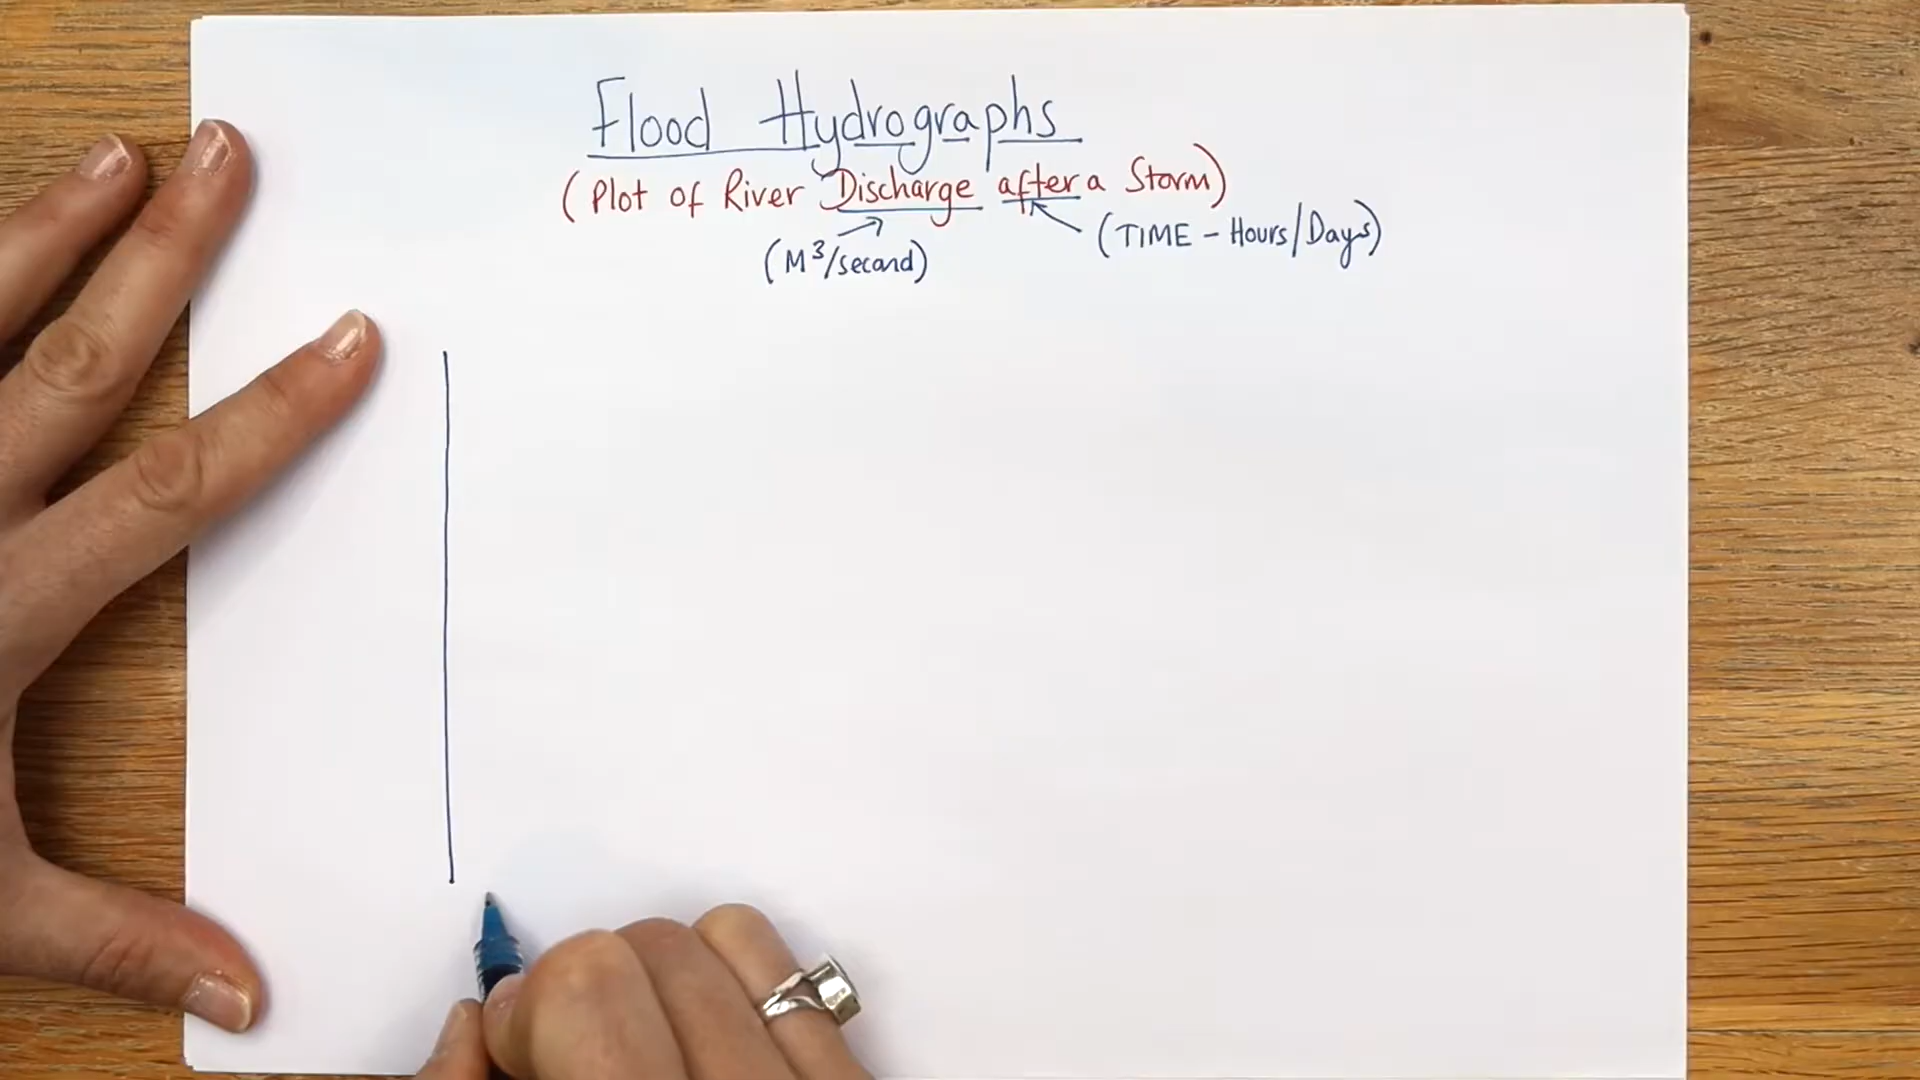 Flood Hydrographs
(Plot of River Discharge after a Storm)
(M³/second)
(TIME - Hours/Days)